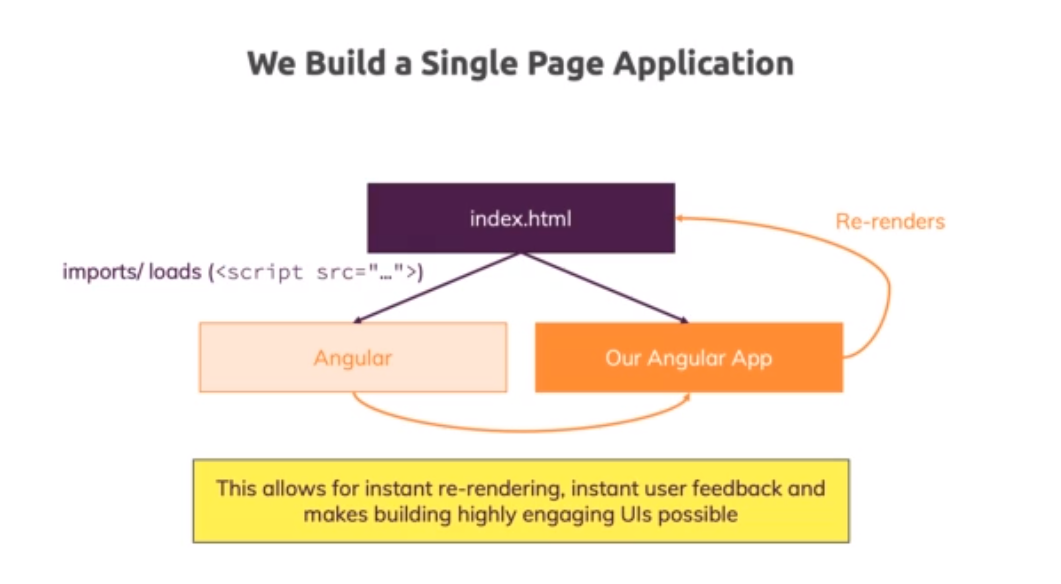 We Build a Single Page Application
index.html
Re-renders
imports/ loads (<script src="...">)
Angular
Our Angular App
This allows for instant re-rendering, instant user feedback and
makes building highly engaging UIs possible